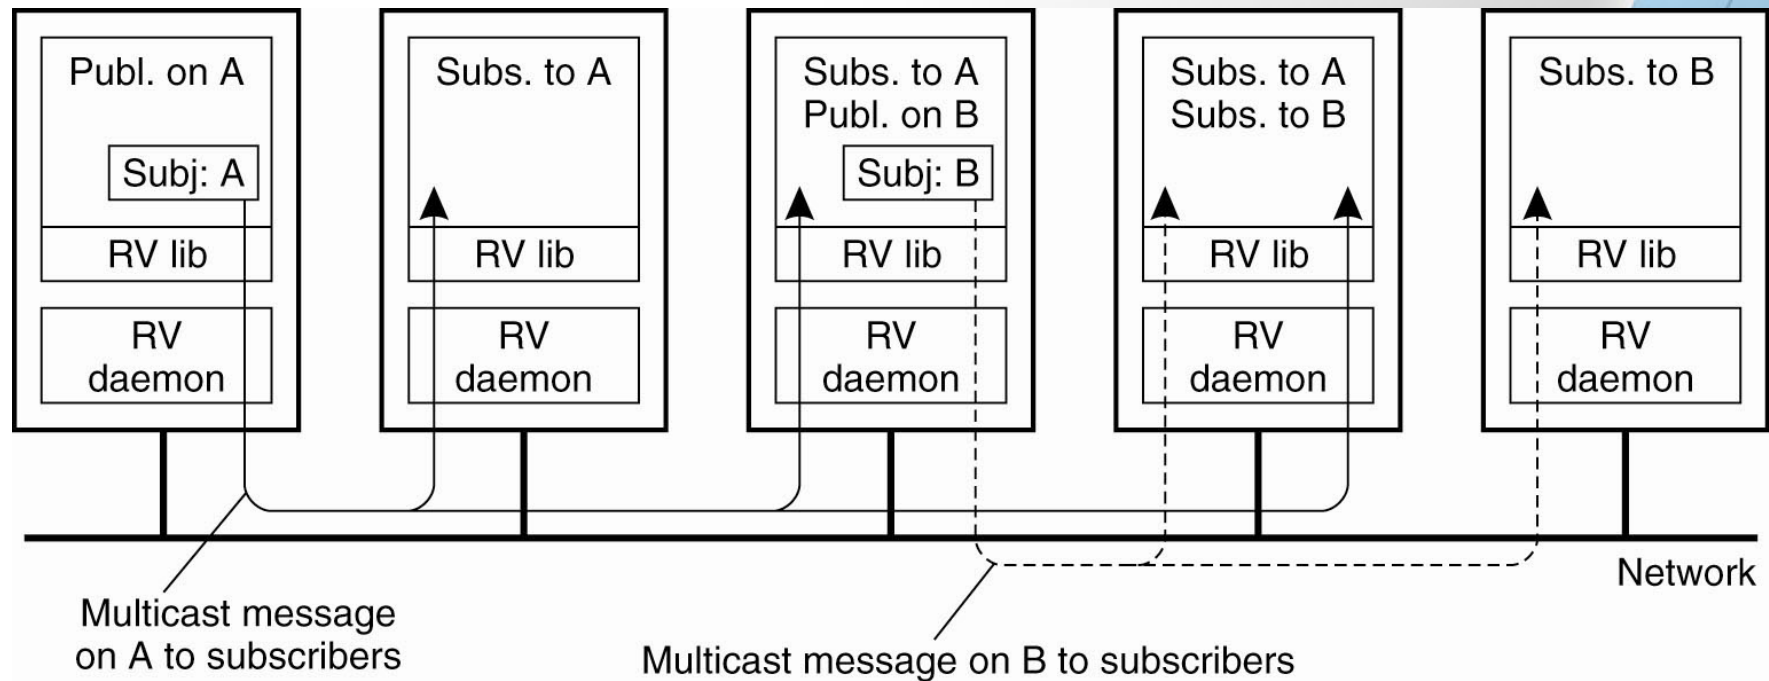 Publ. on A
Subj: A
RV lib
RV
daemon
Subs. to A
RV lib
RV
daemon
Subs. to A
Publ. on B
Subj: B
RV lib
RV
daemon
Subs. to A
Subs. to B
RV lib
RV
daemon
Subs. to B
RV lib
RV
daemon
Network
Multicast message
on A to subscribers
Multicast message on B to subscribers